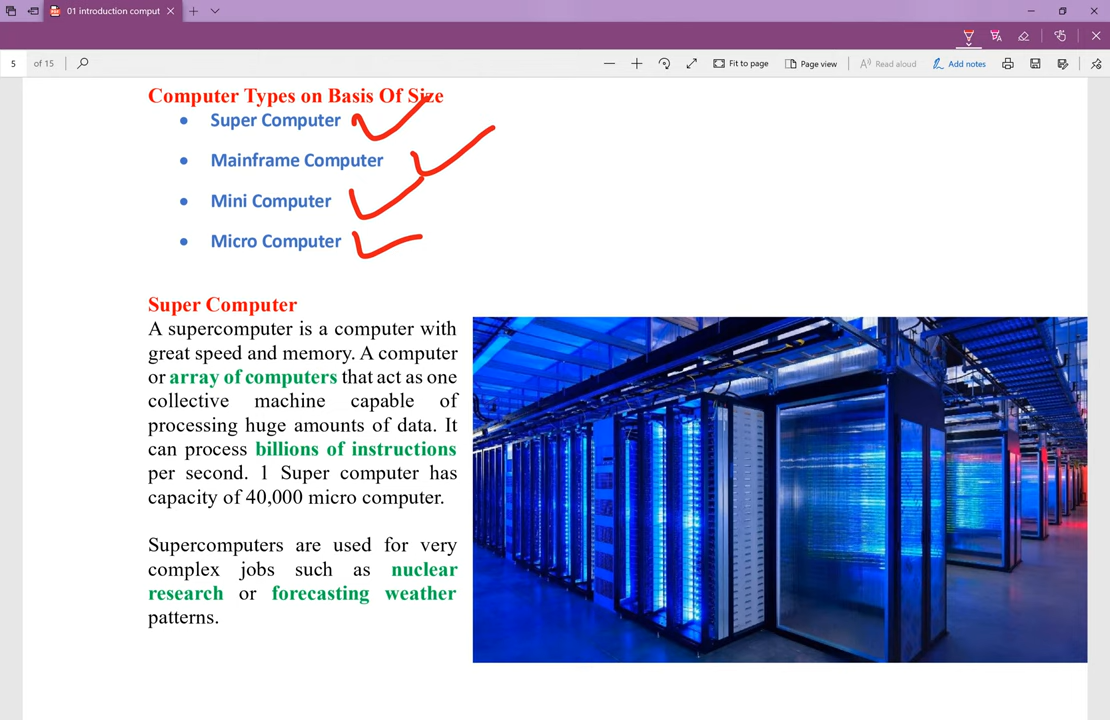 01 introduction comput
5 of 15
Fit to page
Page view
Read aloud
Add notes
Computer Types on Basis Of Size
• Super Computer
• Mainframe Computer
• Mini Computer
• Micro Computer
Super Computer
A supercomputer is a computer with
great speed and memory. A computer
or array of computers that act as one
collective machine capable of
processing huge amounts of data. It
can process billions of instructions
per second. 1 Super computer has
capacity of 40,000 micro computer.
Supercomputers are used for very
complex jobs such as nuclear
research or forecasting weather
patterns.